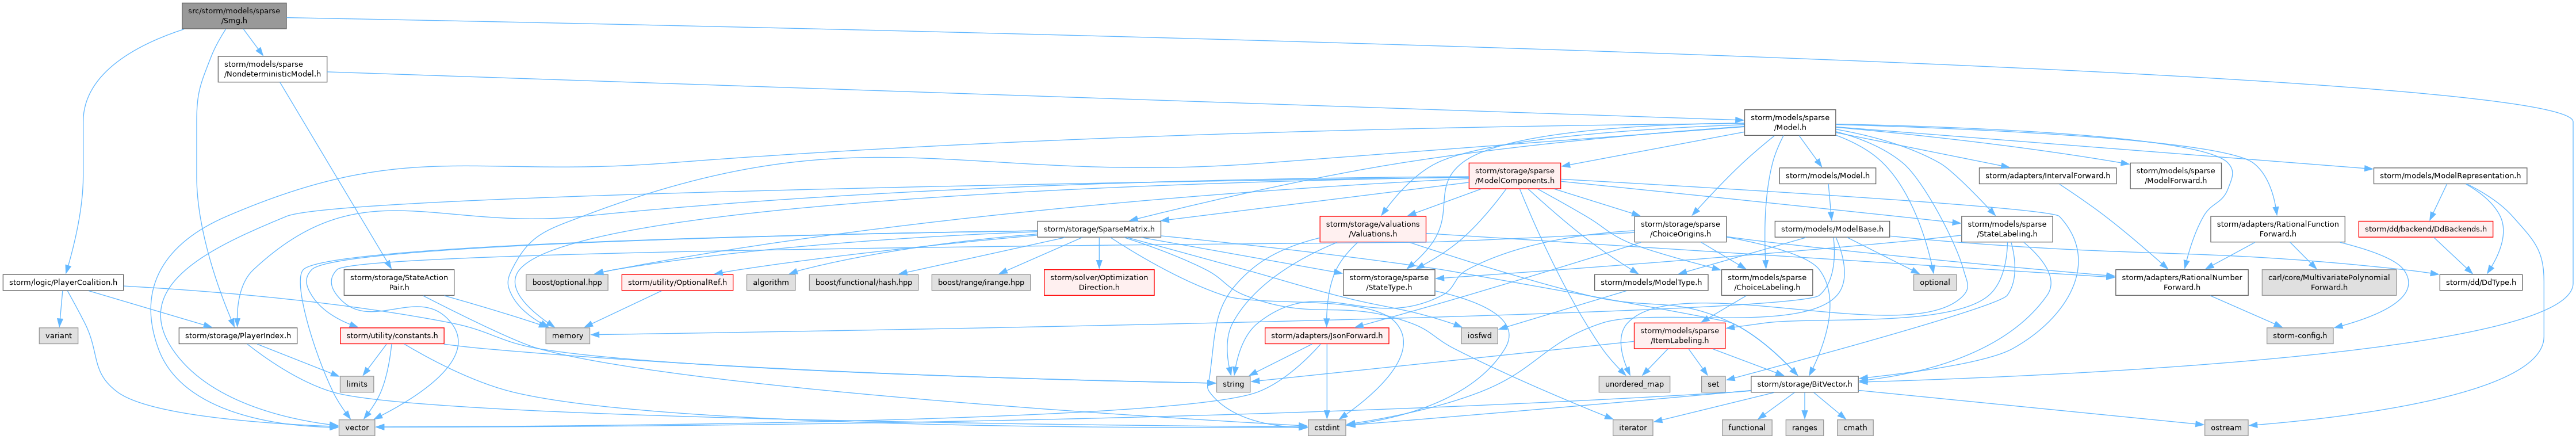 src/storm/models/sparse
/Smg.h
storm/models/sparse
/NondeterministicModel.h
storm/models/sparse
/Model.h
storm/storage/sparse
/ModelComponents.h
storm/models/Model.h
storm/adapters/IntervalForward.h
storm/models/sparse
/ModelForward.h
storm/models/ModelRepresentation.h
storm/storage/SparseMatrix.h
storm/storage/valuations
/Valuations.h
storm/storage/sparse
/ChoiceOrigins.h
storm/models/ModelBase.h
storm/models/sparse
/StateLabeling.h
storm/adapters/RationalFunction
Forward.h
storm/dd/backend/DdBackends.h
storm/logic/PlayerCoalition.h
storm/storage/StateAction
Pair.h
boost/optional.hpp
storm/utility/OptionalRef.h
algorithm
boost/functional/hash.hpp
boost/range/irange.hpp
storm/solver/Optimization
Direction.h
storm/storage/sparse
/StateType.h
storm/models/ModelType.h
storm/models/sparse
/ChoiceLabeling.h
optional
storm/adapters/RationalNumber
Forward.h
carl/core/MultivariatePolynomial
Forward.h
storm/dd/DdType.h
variant
storm/storage/PlayerIndex.h
storm/utility/constants.h
memory
storm/adapters/JsonForward.h
iosfwd
storm/models/sparse
/ItemLabeling.h
storm-config.h
limits
string
unordered_map
set
storm/storage/BitVector.h
vector
cstdint
iterator
functional
ranges
cmath
ostream